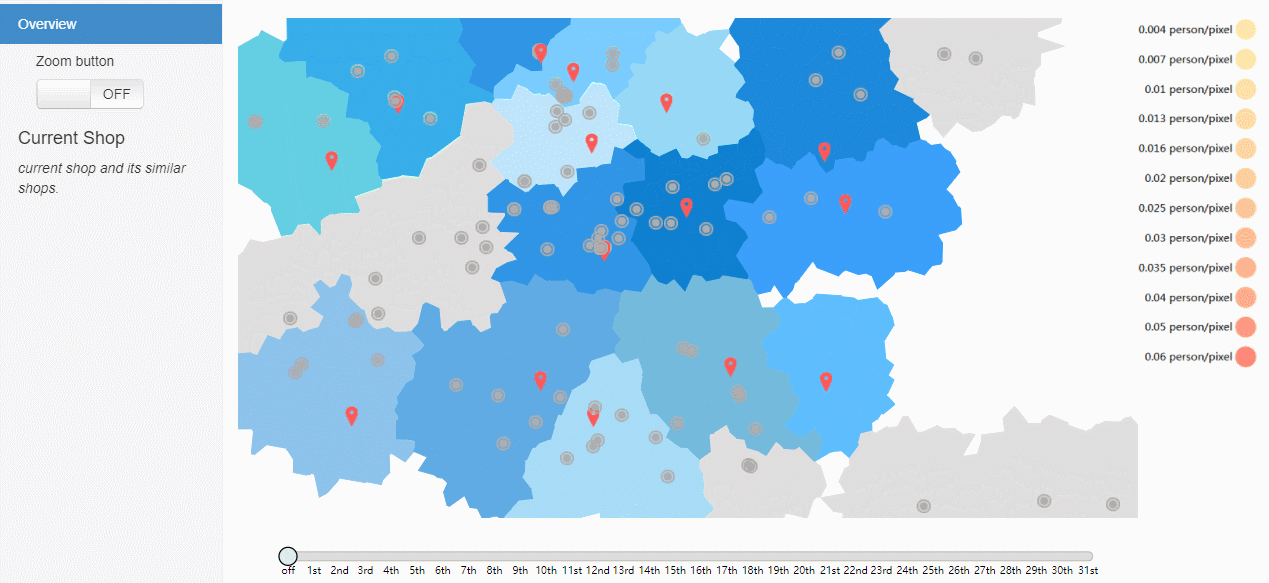 Overview
Zoom button
OFF
Current Shop
current shop and its similar
shops.
0.004 person/pixel
0.007 person/pixel
0.01 person/pixel
0.013 person/pixel
0.016 person/pixel
0.02 person/pixel
0.025 person/pixel
0.03 person/pixel
0.035 person/pixel
0.04 person/pixel
0.05 person/pixel
0.06 person/pixel
off 1st 2nd 3rd 4th 5th 6th 7th 8th 9th 10th 11st 12nd 13rd 14th 15th 16th 17th 18th 19th 20th 21st 22nd 23rd 24th 25th 26th 27th 28th 29th 30th 31st